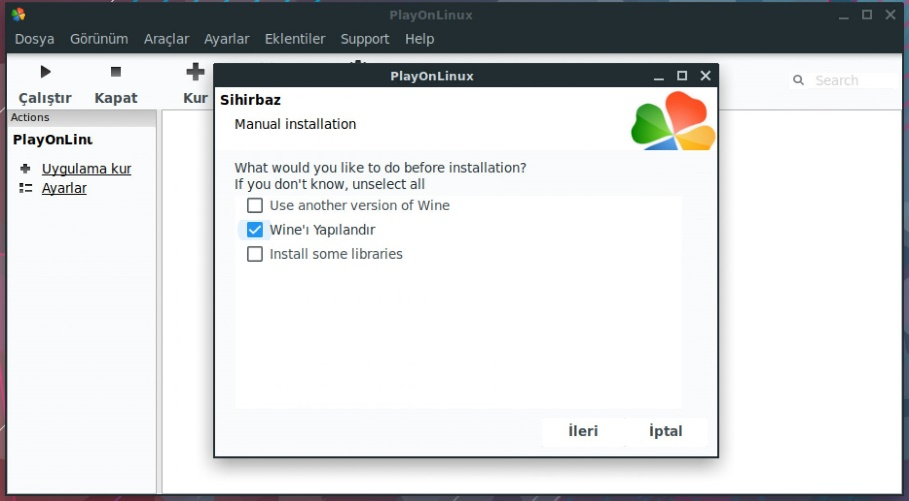 PlayOnLinux
Dosya Görünüm Araçlar Ayarlar Eklentiler Support Help
Çalıştır Kapat Kur
Search
Actions
PlayOnLinu
Uygulama kur
Ayarlar
PlayOnLinux
Sihirbaz
Manual installation
What would you like to do before installation?
If you don't know, unselect all
Use another version of Wine
Wine'ı Yapılandır
Install some libraries
İleri İptal